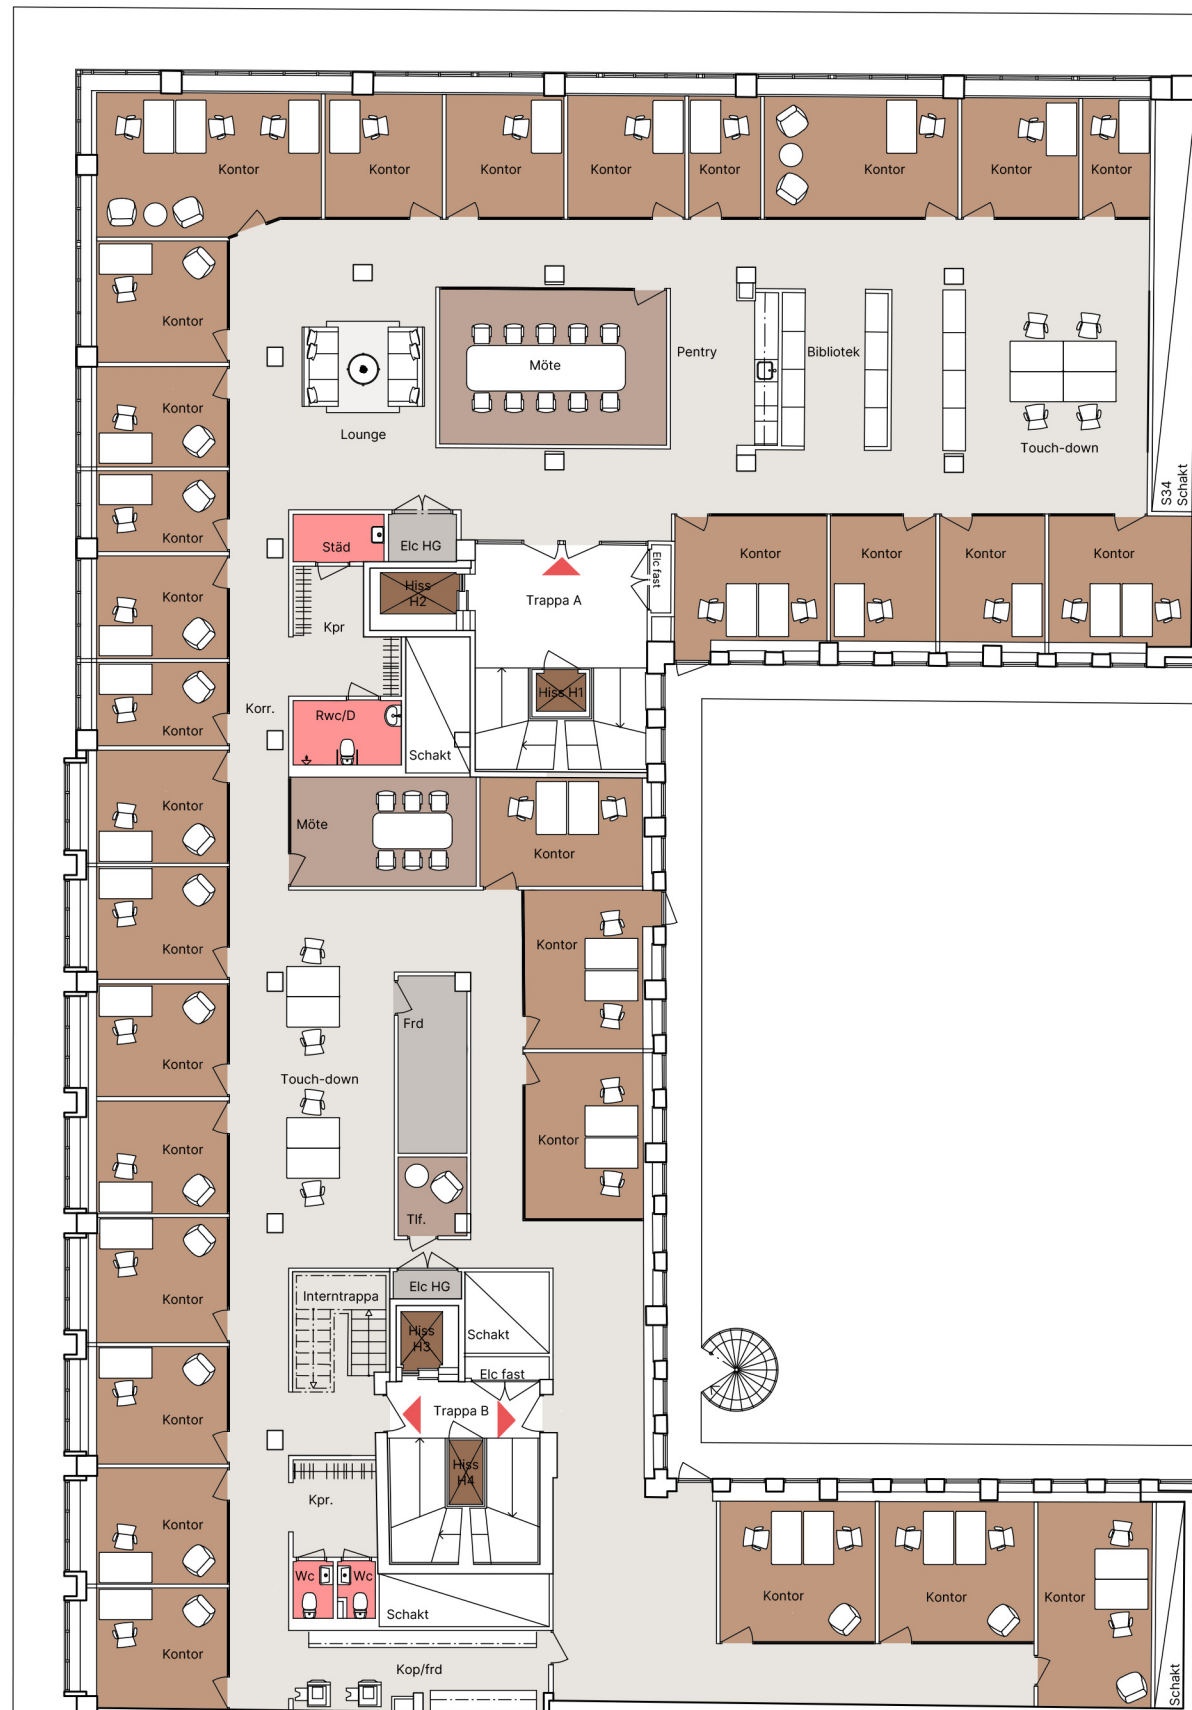 Kontor
Kontor
Kontor
Kontor
Kontor
Kontor
Kontor
Kontor
Kontor
Pentry
Bibliotek
Möte
Lounge
Touch-down
Kontor
S34
Schakt
Kontor
Städ
Elc HG
Elc fast
Kontor
Kontor
Kontor
Kontor
Kontor
Hiss
H2
Trappa A
Kpr
Hiss H1
Korr.
Rwc/D
Kontor
Schakt
Kontor
Möte
Kontor
Kontor
Kontor
Frd
Kontor
Touch-down
Kontor
Kontor
Tlf.
Elc HG
Interntrappa
Kontor
Hiss
H3
Schakt
Elc fast
Trappa B
Kontor
Hiss
H4
Kpr.
Kontor
Wc
Wc
Kontor
Kontor
Kontor
Schakt
Kontor
Kop/frd
Schakt